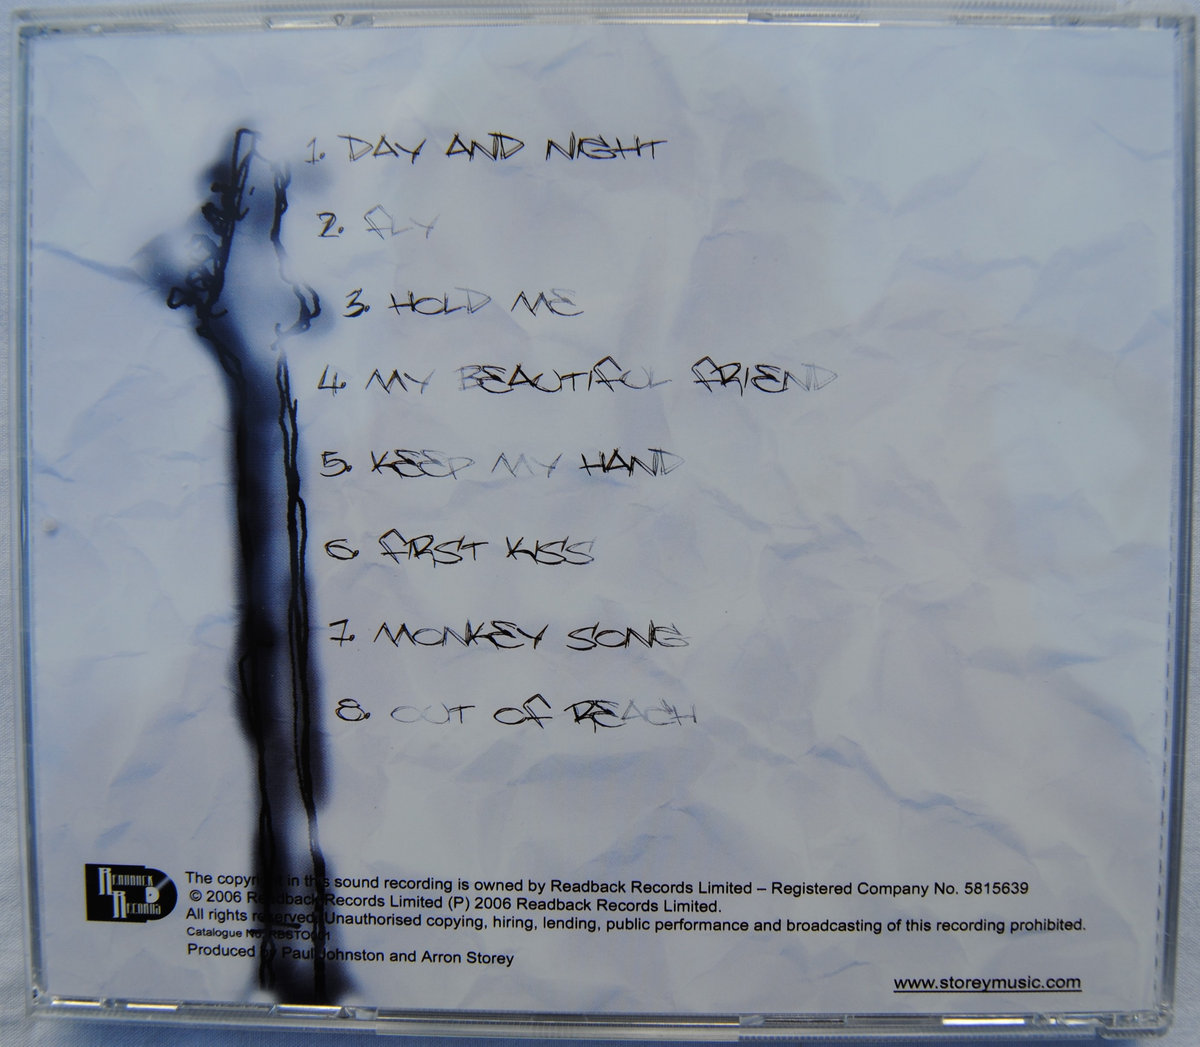 1. DAY AND NIGHT
2. FLY
3. HOLD ME
4. MY BEAUTIFUL FRIEND
5. KEEP MY HAND
6. FIRST KISS
7. MONKEY SONG
8. OUT OF REACH
READBACK
RECORDS
The copyright in this sound recording is owned by Readback Records Limited – Registered Company No. 5815639
© 2006 Readback Records Limited (P) 2006 Readback Records Limited.
All rights reserved. Unauthorised copying, hiring, lending, public performance and broadcasting of this recording prohibited.
Catalogue No.
Produced by Paul Johnston and Arron Storey
www.storeymusic.com